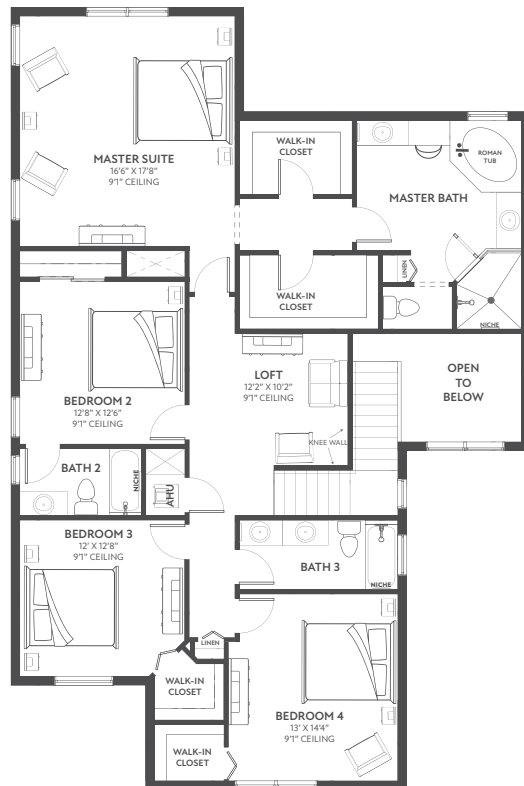 MASTER SUITE
16'6" X 17'8"
9'1" CEILING
WALK-IN
CLOSET
ROMAN
TUB
MASTER BATH
WALK-IN
CLOSET
LINEN
NICHE
BEDROOM 2
12'8" X 12'6"
9'1" CEILING
LOFT
12'2" X 10'2"
9'1" CEILING
KNEE WALL
OPEN
TO
BELOW
BATH 2
NICHE
AHU
BEDROOM 3
12' X 12'8"
9'1" CEILING
BATH 3
NICHE
LINEN
WALK-IN
CLOSET
BEDROOM 4
13' X 14'4"
9'1" CEILING
WALK-IN
CLOSET